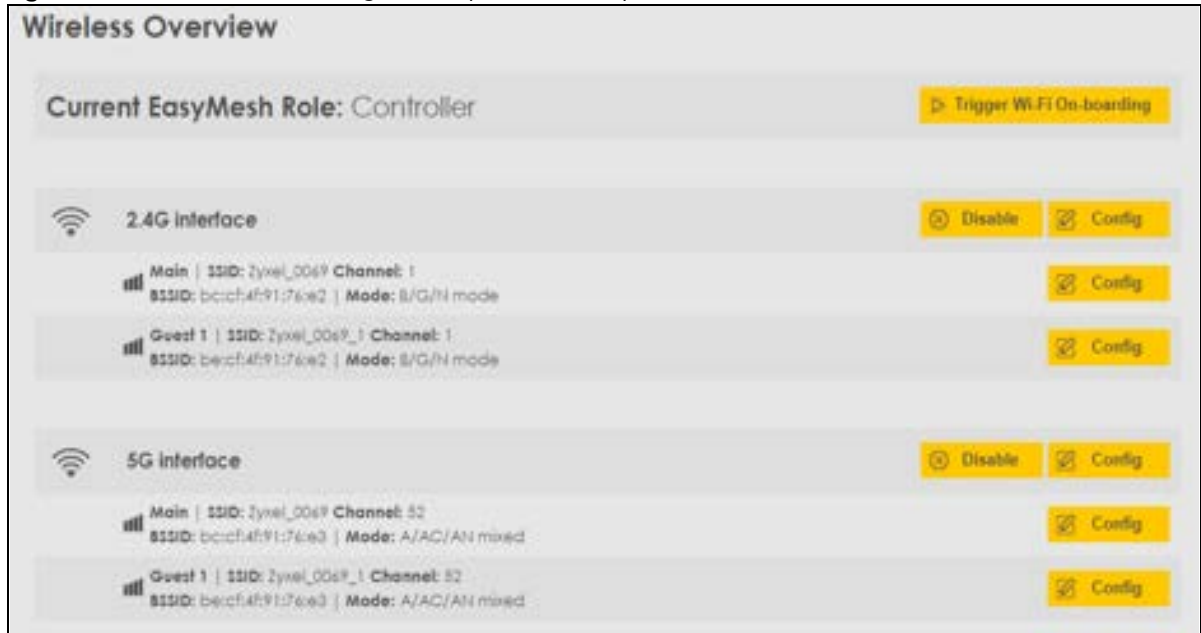 Wireless Overview
Current EasyMesh Role: Controller
Trigger Wi-Fi On-boarding
2.4G interface
Disable
Config
Main | SSID: Zyxel_0069 Channel: 1
BSSID: bc:cf:4f:91:76:e2 | Mode: B/G/N mode
Config
Guest 1 | SSID: Zyxel_0069_1 Channel: 1
BSSID: be:cf:4f:91:76:e2 | Mode: B/G/N mode
Config
5G interface
Disable
Config
Main | SSID: Zyxel_0069 Channel: 52
BSSID: bc:cf:4f:91:76:e3 | Mode: A/AC/AN mixed
Config
Guest 1 | SSID: Zyxel_0069_1 Channel: 52
BSSID: be:cf:4f:91:76:e3 | Mode: A/AC/AN mixed
Config